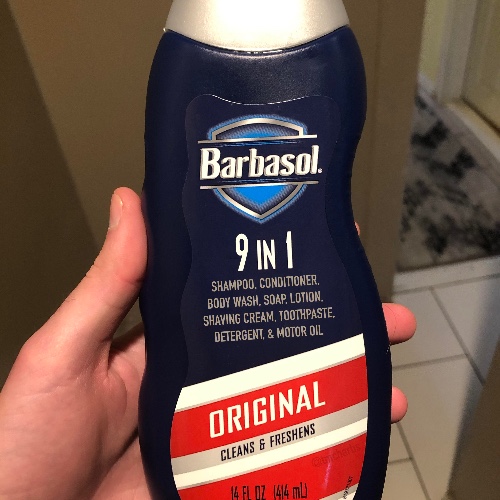 Barbasol.
9 IN 1
SHAMPOO, CONDITIONER,
BODY WASH, SOAP, LOTION,
SHAVING CREAM, TOOTHPASTE,
DETERGENT, & MOTOR OIL
ORIGINAL
CLEANS & FRESHENS
14 FL OZ (414 mL)